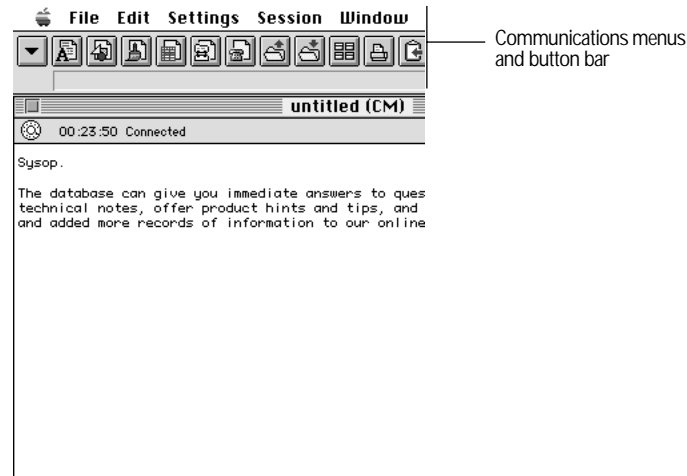 File Edit Settings Session Window
Communications menus
and button bar
untitled (CM)
00:23:50 Connected
Sysop.
The database can give you immediate answers to ques
technical notes, offer product hints and tips, and
and added more records of information to our online